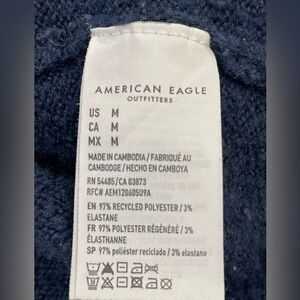 AMERICAN EAGLE
OUTFITTERS
US M
CA M
MX M
MADE IN CAMBODIA / FABRIQUÉ AU
CAMBODGE / HECHO EN CAMBOYA
RN 54485/CA 03873
RFC# AEM120605U9A
EN 97% RECYCLED POLYESTER / 3%
ELASTANE
FR 97% POLYESTER RÉGÉNÉRÉ / 3%
ÉLASTHANNE
SP 97% poliéster reciclado / 3% elastano